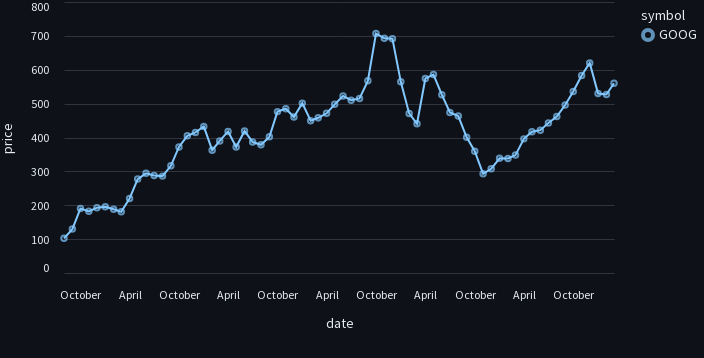 800
700
600
500
400
300
200
100
0
price
October April October April October April October April October April October
date
symbol
GOOG